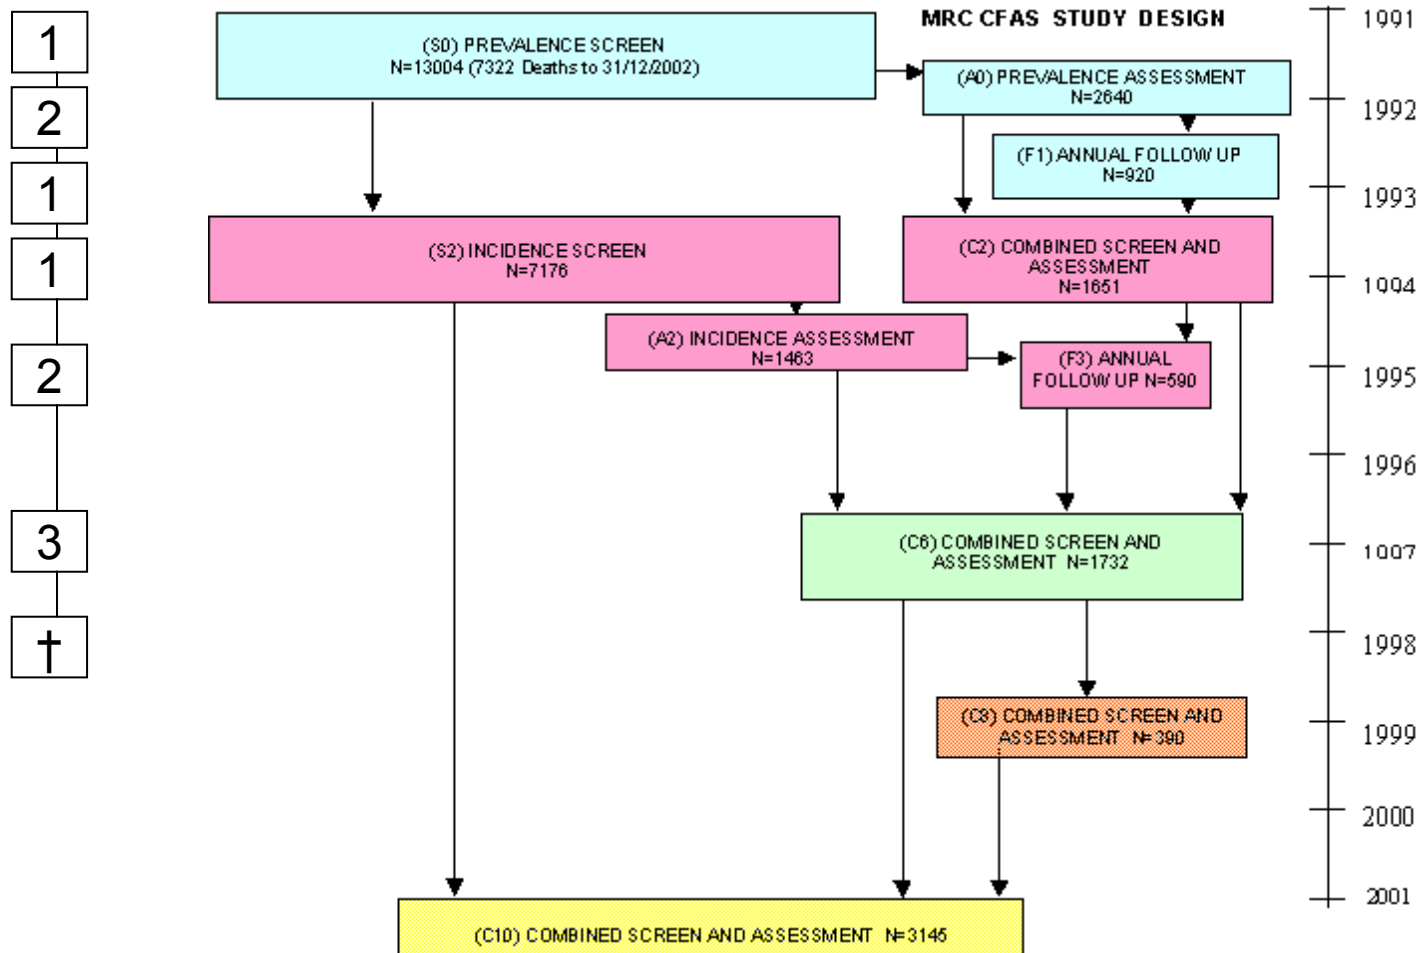 1
2
1
1
2
3
†
MRC CFAS STUDY DESIGN
(S0) PREVALENCE SCREEN
N=13004 (7322 Deaths to 31/12/2002)
(A0) PREVALENCE ASSESSMENT
N=2640
(F1) ANNUAL FOLLOW UP
N=920
(S2) INCIDENCE SCREEN
N=7176
(C2) COMBINED SCREEN AND
ASSESSMENT
N=1651
(A2) INCIDENCE ASSESSMENT
N=1463
(F3) ANNUAL
FOLLOW UP N=590
(C6) COMBINED SCREEN AND
ASSESSMENT N=1732
(C8) COMBINED SCREEN AND
ASSESSMENT N=390
(C10) COMBINED SCREEN AND ASSESSMENT N=3145
1991
1992
1993
1994
1995
1996
1997
1998
1999
2000
2001